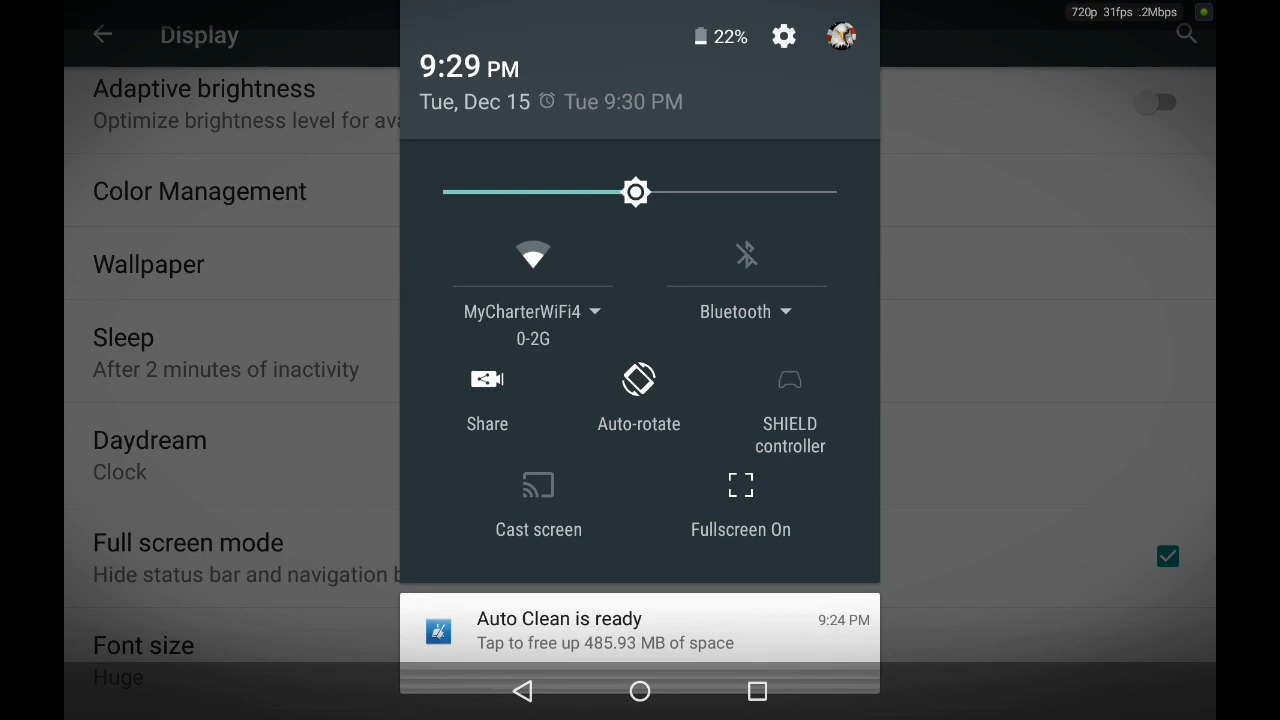 720p 31fps .2Mbps
Display
22%
9:29 PM
Tue, Dec 15 Tue 9:30 PM
Adaptive brightness
Optimize brightness level for ava
Color Management
Wallpaper
Sleep
After 2 minutes of inactivity
Daydream
Clock
Full screen mode
Hide status bar and navigation b
Font size
Huge
MyCharterWiFi4
0-2G
Bluetooth
Share
Auto-rotate
SHIELD
controller
Cast screen
Fullscreen On
Auto Clean is ready
9:24 PM
Tap to free up 485.93 MB of space